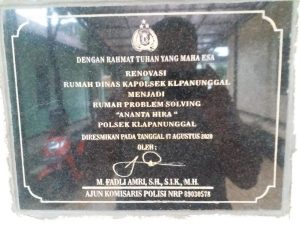 DENGAN RAHMAT TUHAN YANG MAHA ESA
RENOVASI
RUMAH DINAS KAPOLSEK KLPANUNGGAL
MENJADI
RUMAH PROBLEM SOLVING
"ANANTA HIRA"
POLSEK KLAPANUNGGAL
DIRESMIKAN PADA TANGGAL 17 AGUSTUS 2020
OLEH :
M. FADLI AMRI, S.H., S.I.K., M.H.
AJUN KOMISARIS POLISI NRP 89030578